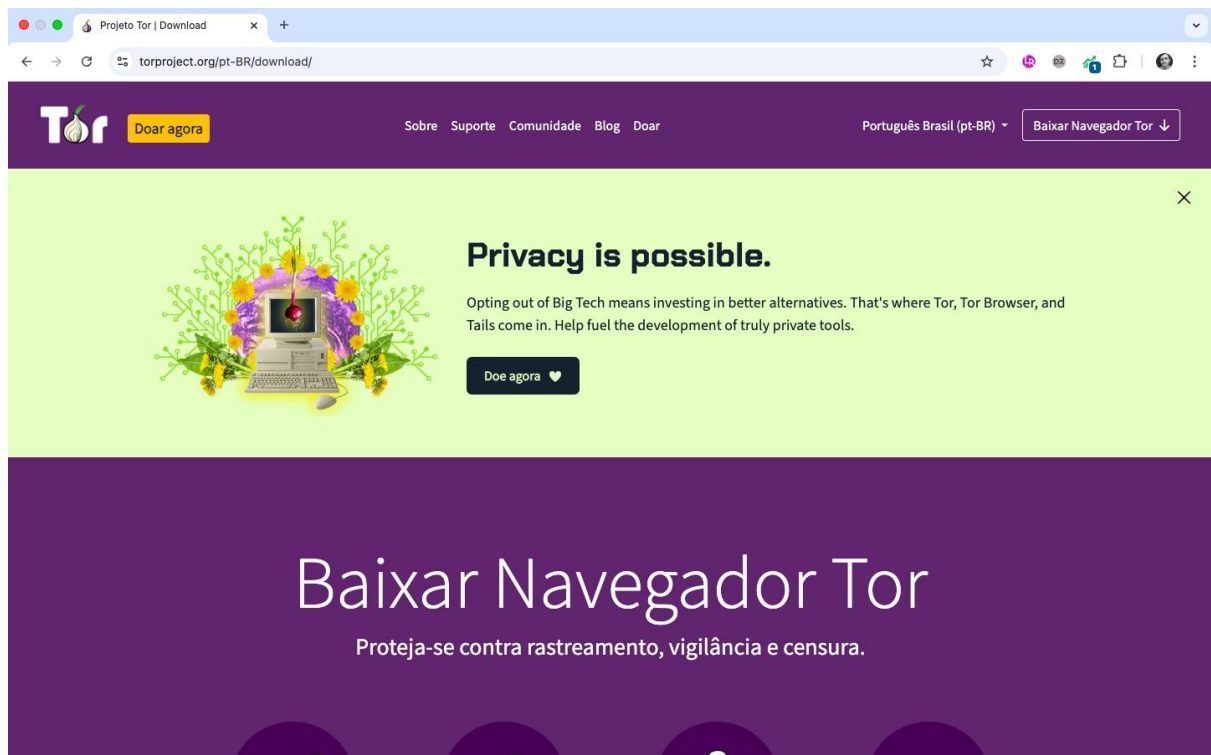 Projeto Tor | Download
torproject.org/pt-BR/download/
LR
DZ
1
Tor
Doar agora
Sobre Suporte Comunidade Blog Doar
Português Brasil (pt-BR)
Baixar Navegador Tor
Privacy is possible.
Opting out of Big Tech means investing in better alternatives. That's where Tor, Tor Browser, and
Tails come in. Help fuel the development of truly private tools.
Doe agora
Baixar Navegador Tor
Proteja-se contra rastreamento, vigilância e censura.